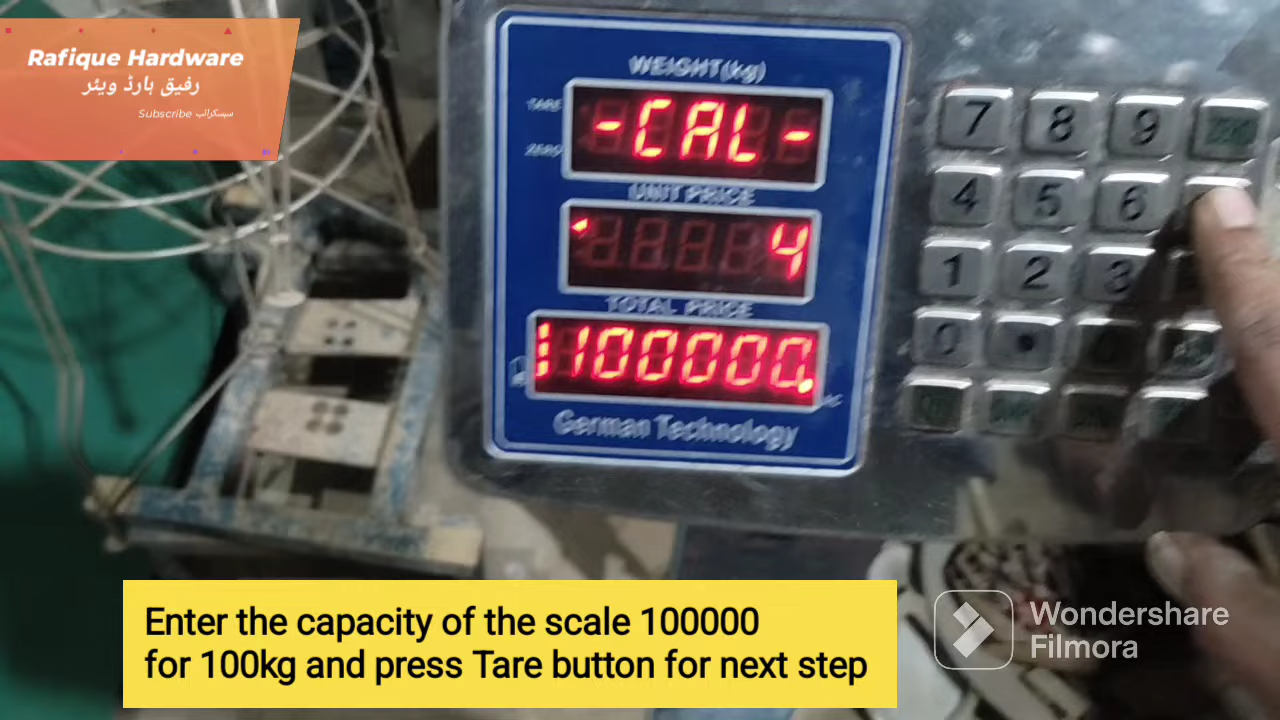 Rafique Hardware
رفیق ہارڈ ویئر
Subscribe سبسکرائب
WEIGHT(kg)
TARE
-CAL-
ZERO
UNIT PRICE
4
TOTAL PRICE
100000.
German Technology
7 8 9
4 5 6
1 2 3
0 .
Enter the capacity of the scale 100000
for 100kg and press Tare button for next step
Wondershare
Filmora